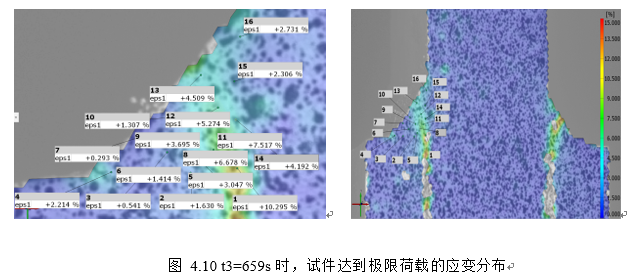 16
eps1 +2.731 %
15
eps1 +2.306 %
13
eps1 +4.509 %
10
eps1 +1.307 %
12
eps1 +5.274 %
9
eps1 +3.695 %
11
eps1 +7.517 %
7
eps1 +0.293 %
8
eps1 +6.678 %
14
eps1 +4.192 %
6
eps1 +1.414 %
5
eps1 +3.047 %
4
eps1 +2.214 %
3
eps1 +0.541 %
2
eps1 +1.630 %
1
eps1 +10.295 %
[%]
15.000
12.000
10.500
9.000
7.500
6.000
4.500
3.000
1.500
0.000
16
15
13
10
12
9
14
7
11
6
8
4
3
2
5
1
图 4.10 t3=659s 时，试件达到极限荷载的应变分布